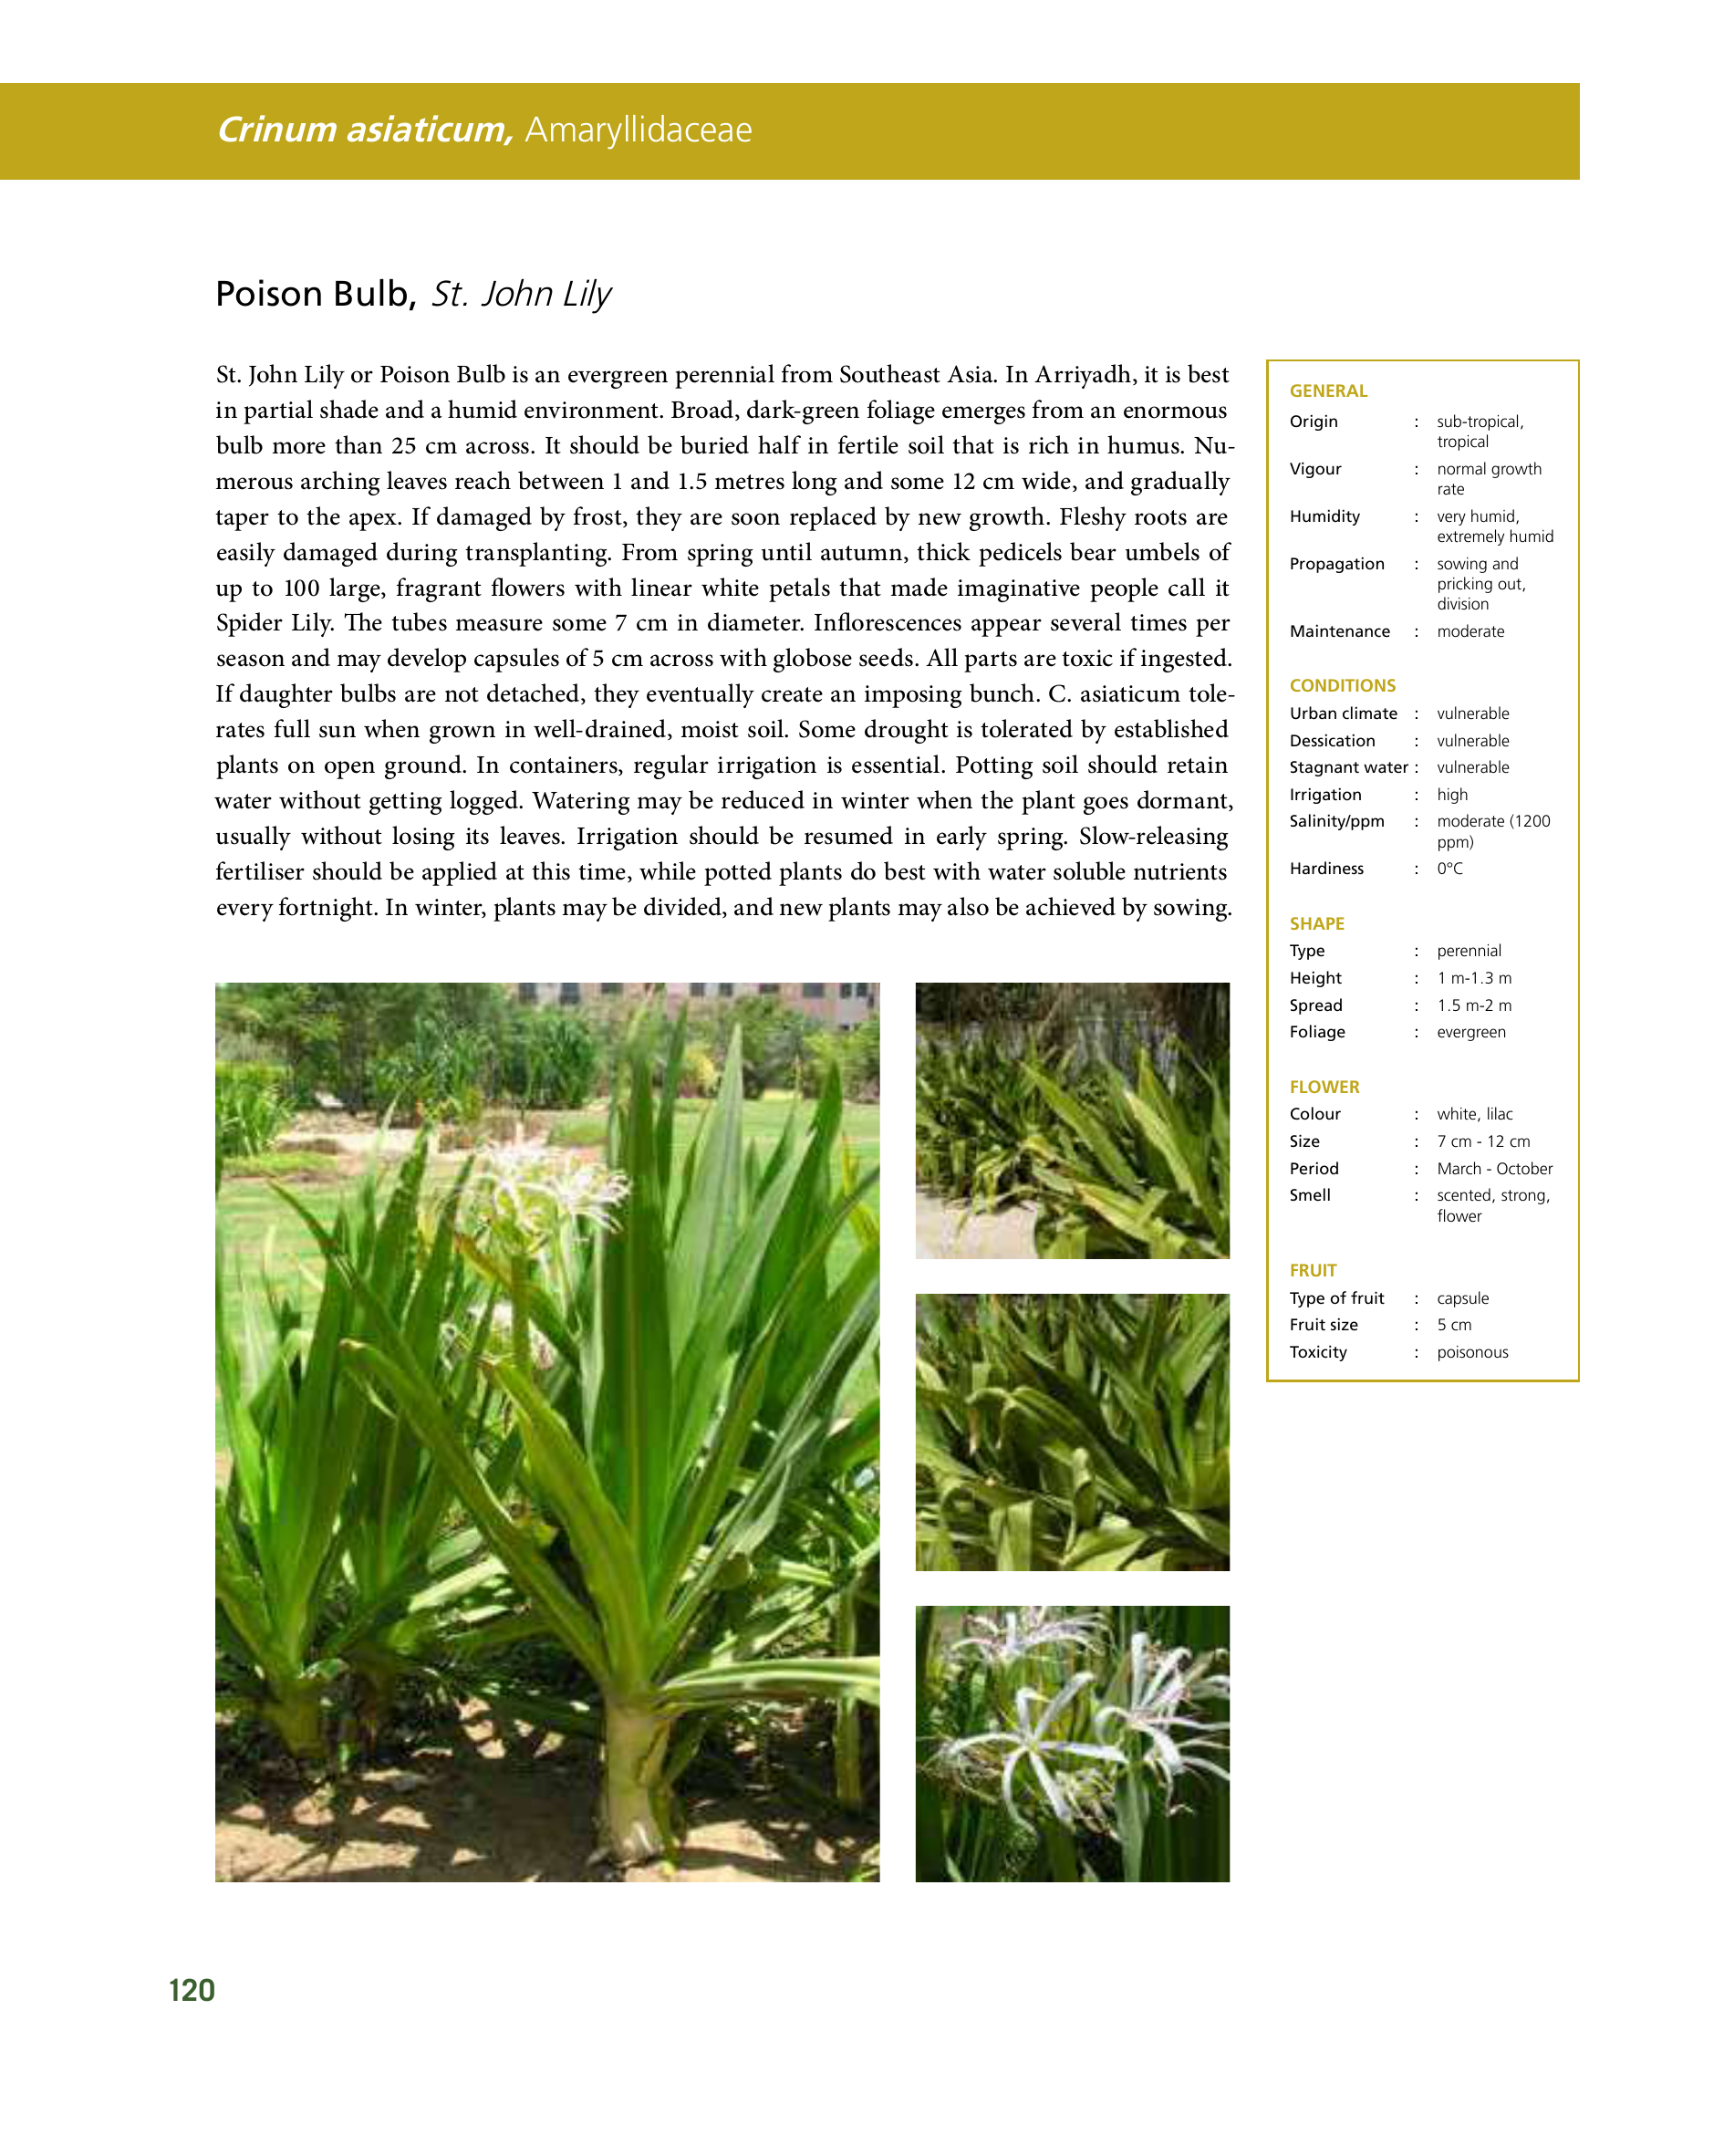 Crinum asiaticum, Amaryllidaceae
Poison Bulb, St. John Lily
St. John Lily or Poison Bulb is an evergreen perennial from Southeast Asia. In Arriyadh, it is best
in partial shade and a humid environment. Broad, dark-green foliage emerges from an enormous
bulb more than 25 cm across. It should be buried half in fertile soil that is rich in humus. Nu-
merous arching leaves reach between 1 and 1.5 metres long and some 12 cm wide, and gradually
taper to the apex. If damaged by frost, they are soon replaced by new growth. Fleshy roots are
easily damaged during transplanting. From spring until autumn, thick pedicels bear umbels of
up to 100 large, fragrant flowers with linear white petals that made imaginative people call it
Spider Lily. The tubes measure some 7 cm in diameter. Inflorescences appear several times per
season and may develop capsules of 5 cm across with globose seeds. All parts are toxic if ingested.
If daughter bulbs are not detached, they eventually create an imposing bunch. C. asiaticum tole-
rates full sun when grown in well-drained, moist soil. Some drought is tolerated by established
plants on open ground. In containers, regular irrigation is essential. Potting soil should retain
water without getting logged. Watering may be reduced in winter when the plant goes dormant,
usually without losing its leaves. Irrigation should be resumed in early spring. Slow-releasing
fertiliser should be applied at this time, while potted plants do best with water soluble nutrients
every fortnight. In winter, plants may be divided, and new plants may also be achieved by sowing.
GENERAL
Origin : sub-tropical,
tropical
Vigour : normal growth
rate
Humidity : very humid,
extremely humid
Propagation : sowing and
pricking out,
division
Maintenance : moderate
CONDITIONS
Urban climate : vulnerable
Dessication : vulnerable
Stagnant water : vulnerable
Irrigation : high
Salinity/ppm : moderate (1200
ppm)
Hardiness : 0°C
SHAPE
Type : perennial
Height : 1 m-1.3 m
Spread : 1.5 m-2 m
Foliage : evergreen
FLOWER
Colour : white, lilac
Size : 7 cm - 12 cm
Period : March - October
Smell : scented, strong,
flower
FRUIT
Type of fruit : capsule
Fruit size : 5 cm
Toxicity : poisonous
120